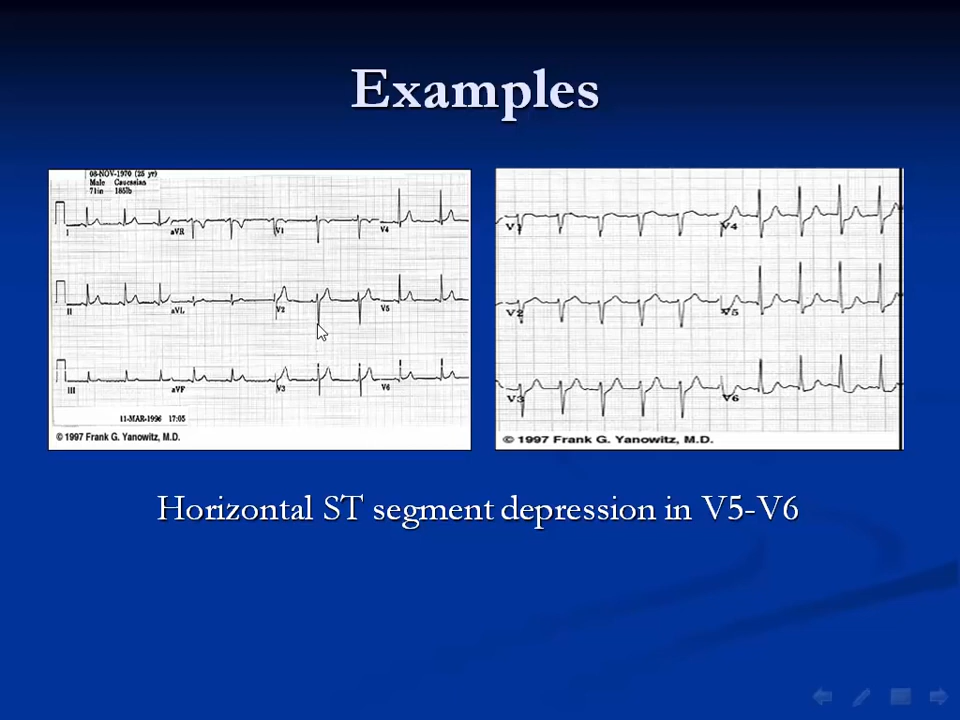 Examples
08-NOV-1970 (25 yr)
Male Caucasian
71in 185lb
I aVR V1 V4
II aVL V2 V5
III aVF V3 V6
11-MAR-1996 17:05
© 1997 Frank G. Yanowitz, M.D.
V1 V4
V2 V5
V3 V6
© 1997 Frank G. Yanowitz, M.D.
Horizontal ST segment depression in V5-V6